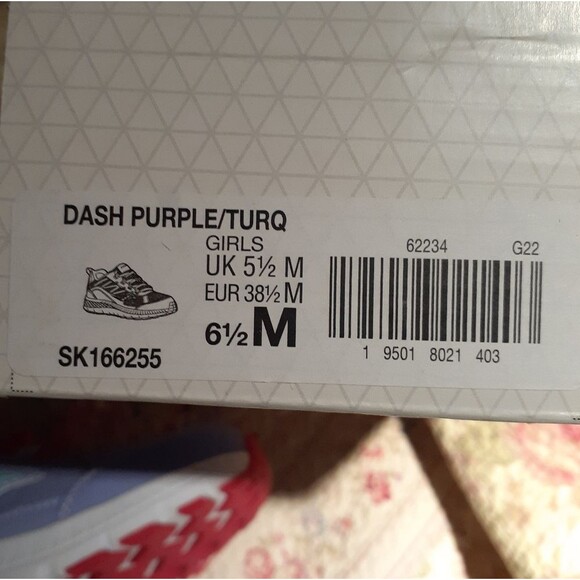 DASH PURPLE/TURQ
GIRLS
UK 5½ M
EUR 38½ M
6½ M
SK166255
62234 G22
1 9501 8021 403